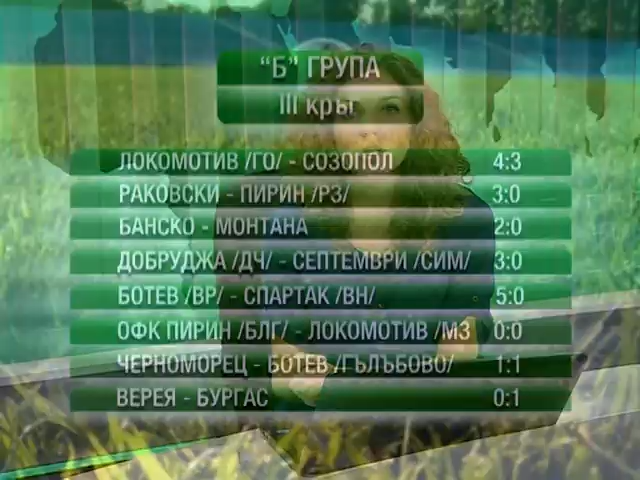 “Б” ГРУПА
III кръг
ЛОКОМОТИВ /ГО/ - СОЗОПОЛ 4:3
РАКОВСКИ - ПИРИН /РЗ/ 3:0
БАНСКО - МОНТАНА 2:0
ДОБРУДЖА /ДЧ/ - СЕПТЕМВРИ /СИМ/ 3:0
БОТЕВ /ВР/ - СПАРТАК /ВН/ 5:0
ОФК ПИРИН /БЛГ/ - ЛОКОМОТИВ /МЗ 0:0
ЧЕРНОМОРЕЦ - БОТЕВ /ГЪЛЪБОВО/ 1:1
ВЕРЕЯ - БУРГАС 0:1